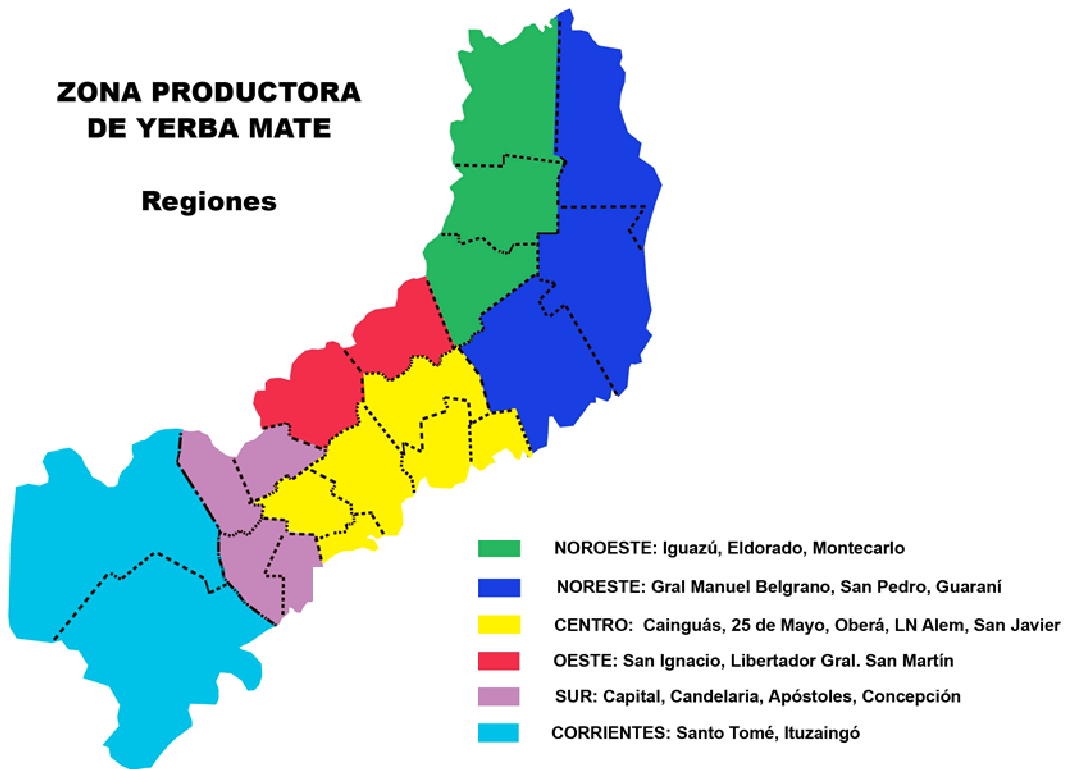 ZONA PRODUCTORA
DE YERBA MATE
Regiones
NOROESTE: Iguazú, Eldorado, Montecarlo
NORESTE: Gral Manuel Belgrano, San Pedro, Guaraní
CENTRO: Cainguás, 25 de Mayo, Oberá, LN Alem, San Javier
OESTE: San Ignacio, Libertador Gral. San Martín
SUR: Capital, Candelaria, Apóstoles, Concepción
CORRIENTES: Santo Tomé, Ituzaingó